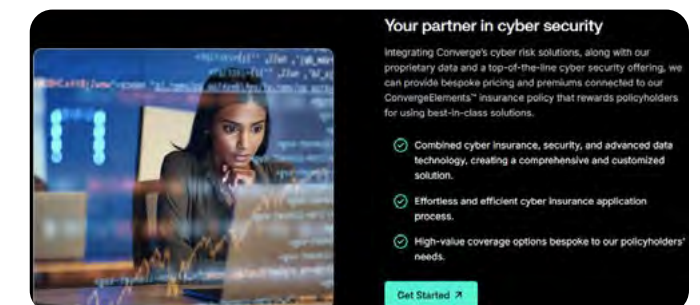 Your partner in cyber security
Integrating Converge's cyber risk solutions, along with our
proprietary data and a top-of-the-line cyber security offering, we
can provide bespoke pricing and premiums connected to our
ConvergeElements™ insurance policy that rewards policyholders
for using best-in-class solutions.
Combined cyber insurance, security, and advanced data
technology, creating a comprehensive and customized
solution.
Effortless and efficient cyber insurance application
process.
High-value coverage options bespoke to our policyholders'
needs.
Get Started